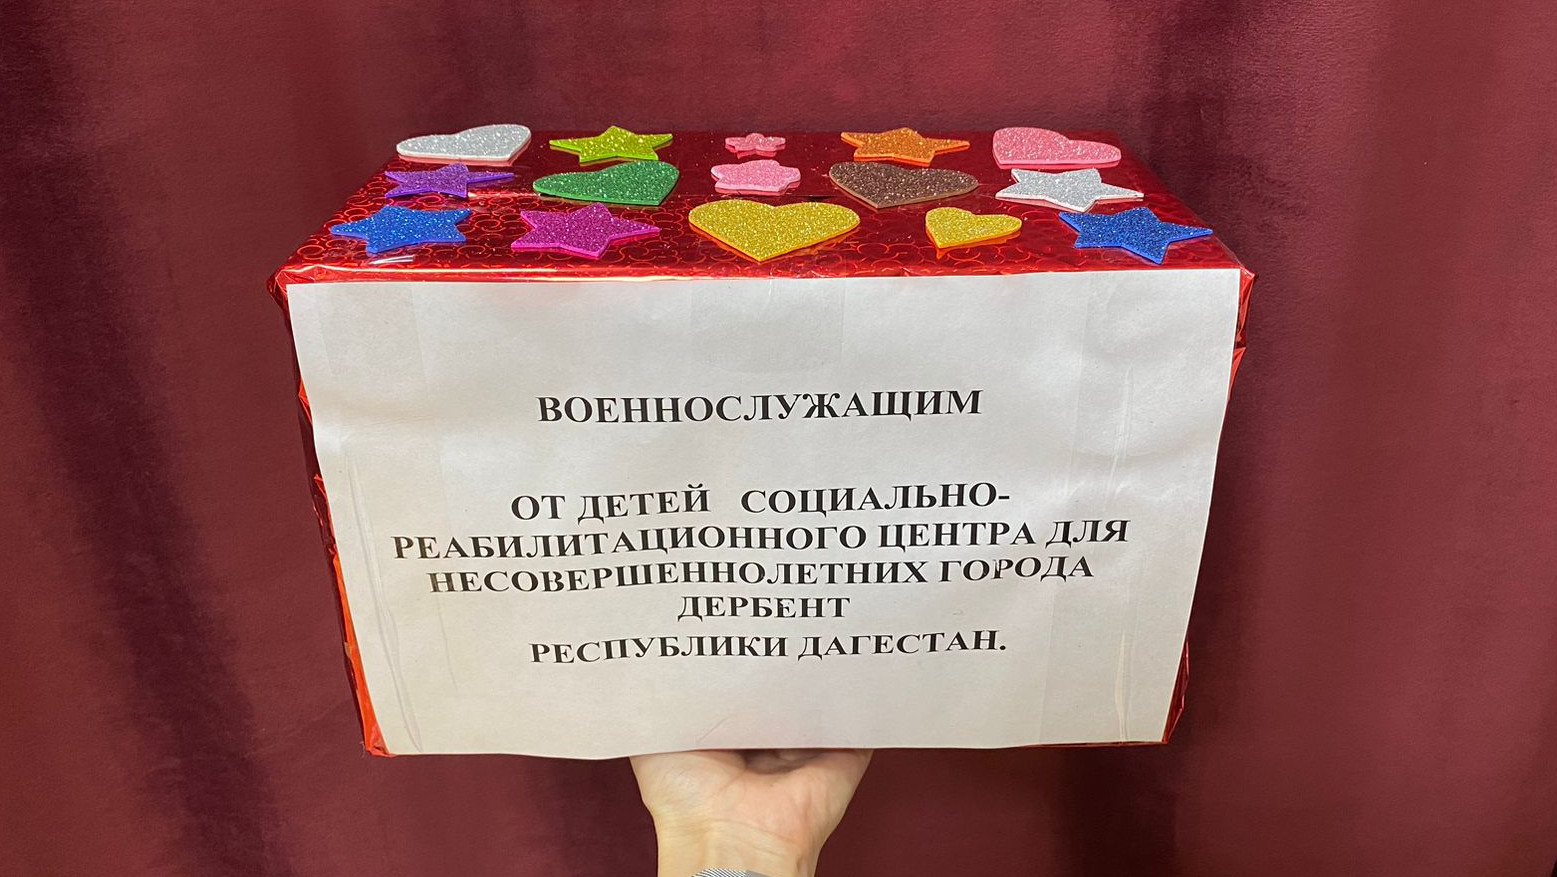 ВОЕННОСЛУЖАЩИМ
ОТ ДЕТЕЙ СОЦИАЛЬНО-
РЕАБИЛИТАЦИОННОГО ЦЕНТРА ДЛЯ
НЕСОВЕРШЕННОЛЕТНИХ ГОРОДА
ДЕРБЕНТ
РЕСПУБЛИКИ ДАГЕСТАН.